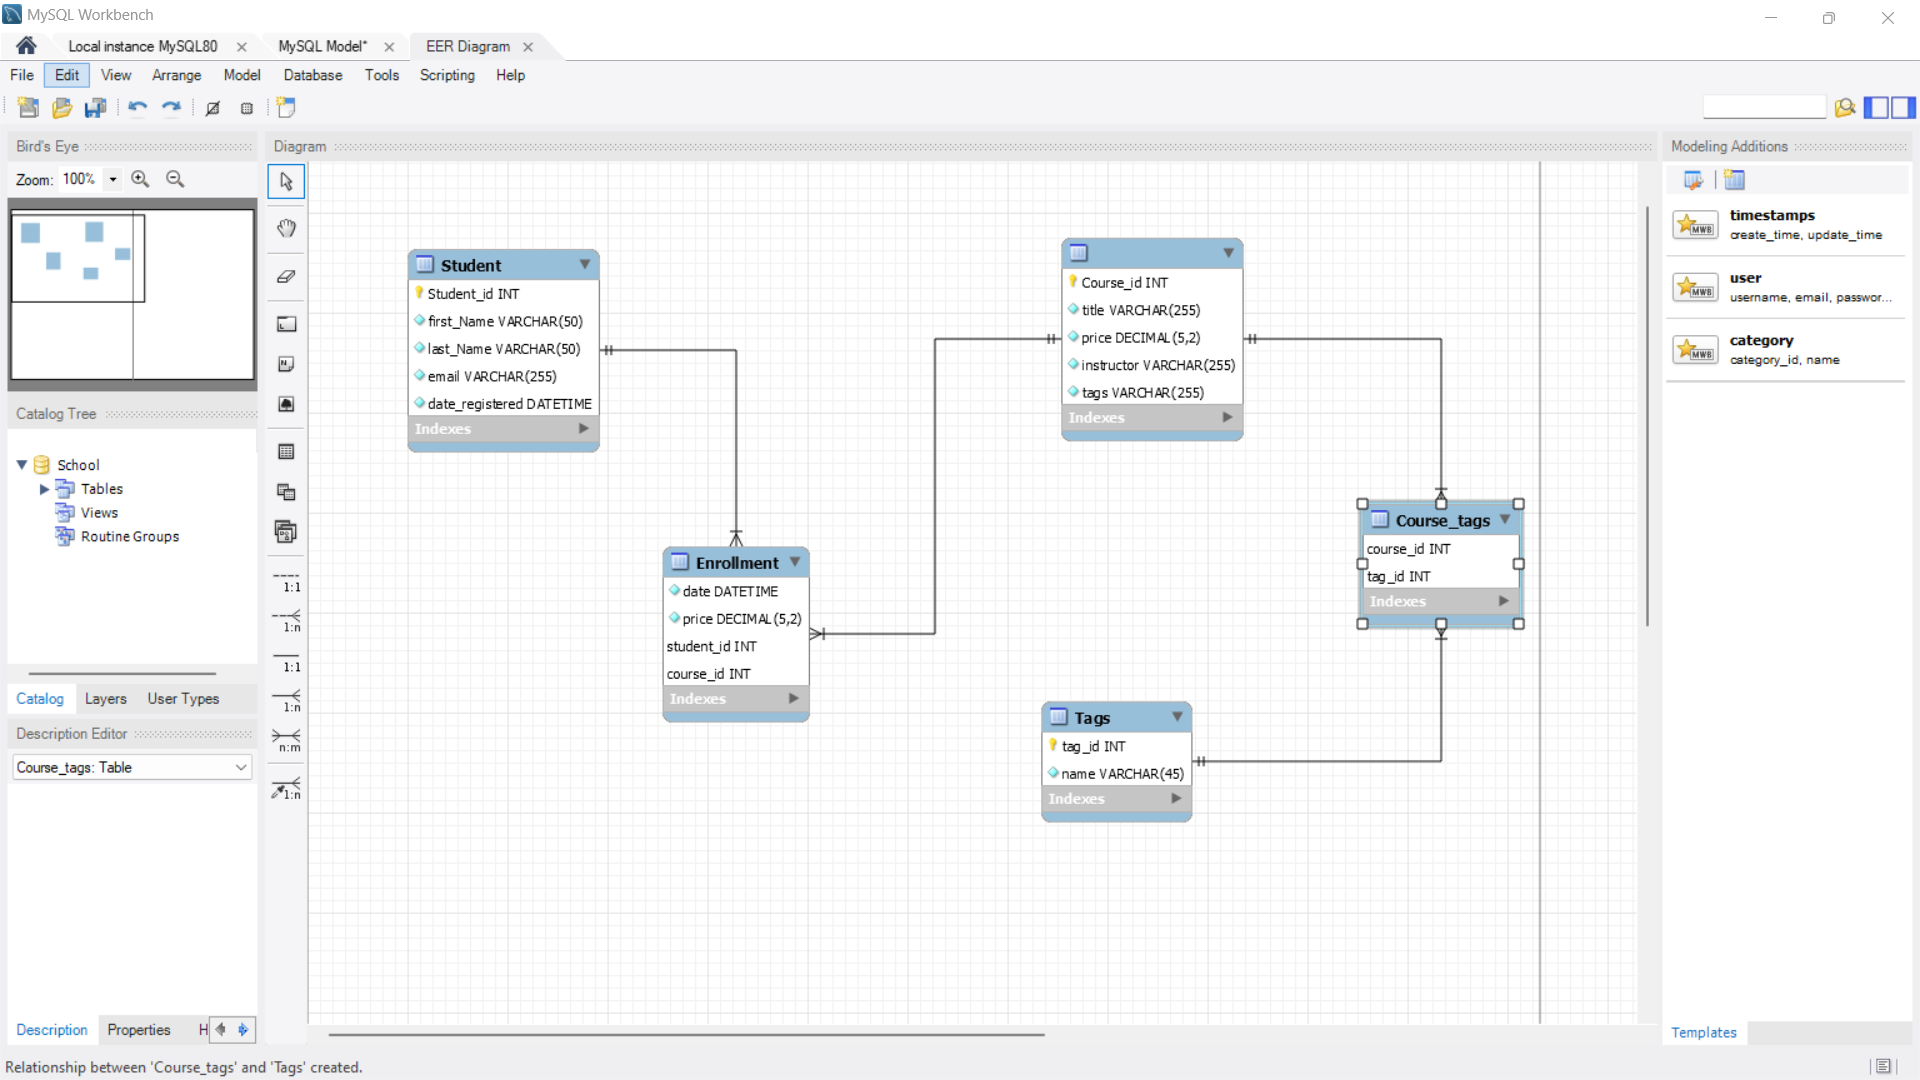 MySQL Workbench
Local instance MySQL80
MySQL Model*
EER Diagram
File Edit View Arrange Model Database Tools Scripting Help
Bird's Eye
Zoom: 100%
Catalog Tree
School
Tables
Views
Routine Groups
Catalog Layers User Types
Description Editor
Course_tags: Table
Description Properties H
Diagram
1:1
1:n
1:1
1:n
n:m
1:n
Student
Student_id INT
first_Name VARCHAR(50)
last_Name VARCHAR(50)
email VARCHAR(255)
date_registered DATETIME
Indexes
Course_id INT
title VARCHAR(255)
price DECIMAL(5,2)
instructor VARCHAR(255)
tags VARCHAR(255)
Indexes
Enrollment
date DATETIME
price DECIMAL(5,2)
student_id INT
course_id INT
Indexes
Course_tags
course_id INT
tag_id INT
Indexes
Tags
tag_id INT
name VARCHAR(45)
Indexes
Modeling Additions
MWB
timestamps
create_time, update_time
MWB
user
username, email, passwor...
MWB
category
category_id, name
Templates
Relationship between 'Course_tags' and 'Tags' created.